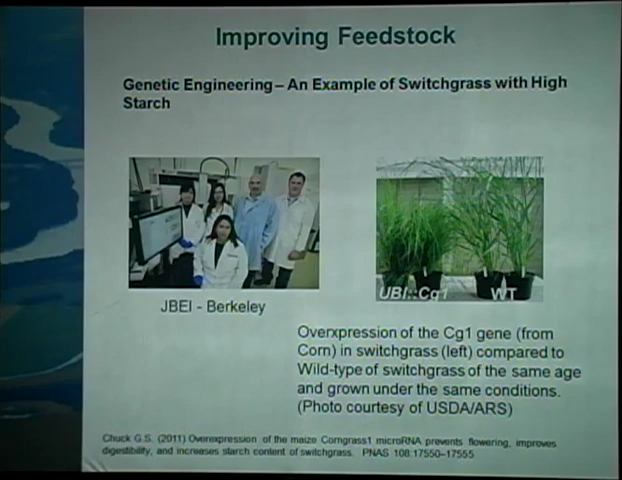 Improving Feedstock
Genetic Engineering – An Example of Switchgrass with High
Starch
UBI::Cg1
WT
JBEI - Berkeley
Overxpression of the Cg1 gene (from
Corn) in switchgrass (left) compared to
Wild-type of switchgrass of the same age
and grown under the same conditions.
(Photo courtesy of USDA/ARS)
Chuck G.S. (2011) Overexpression of the maize Corngrass1 microRNA prevents flowering, improves
digestibility, and increases starch content of switchgrass. PNAS 108:17550–17555